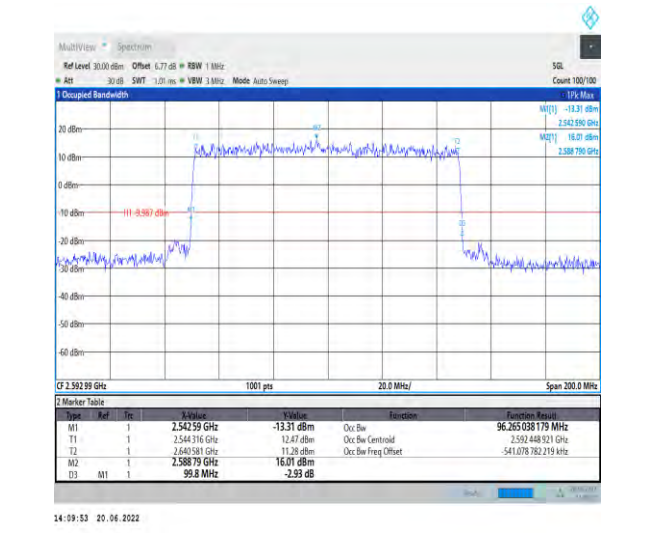 MultiView Spectrum
Ref Level 30.00 dBm Offset 6.77 dB RBW 1 MHz SGL
Att 30 dB SWT 1.01 ms VBW 3 MHz Mode Auto Sweep Count 100/100
1 Occupied Bandwidth 1Pk Max
M1[1] -13.31 dBm
2.542 590 GHz
M2[1] 16.01 dBm
2.588 790 GHz
20 dBm
10 dBm
0 dBm
-10 dBm
H1 -9.987 dBm
-20 dBm
-30 dBm
-40 dBm
-50 dBm
-60 dBm
CF 2.592 99 GHz 1001 pts 20.0 MHz/ Span 200.0 MHz
2 Marker Table
Type Ref Trc X-Value Y-Value Function Function Result
M1 1 2.542 59 GHz -13.31 dBm Occ Bw 96.265 038 179 MHz
T1 1 2.544 316 GHz 12.47 dBm Occ Bw Centroid 2.592 448 921 GHz
T2 1 2.640 581 GHz 11.28 dBm Occ Bw Freq Offset -541.078 782 219 kHz
M2 1 2.588 79 GHz 16.01 dBm
D3 M1 1 99.8 MHz -2.93 dB
14:09:53 20.06.2022